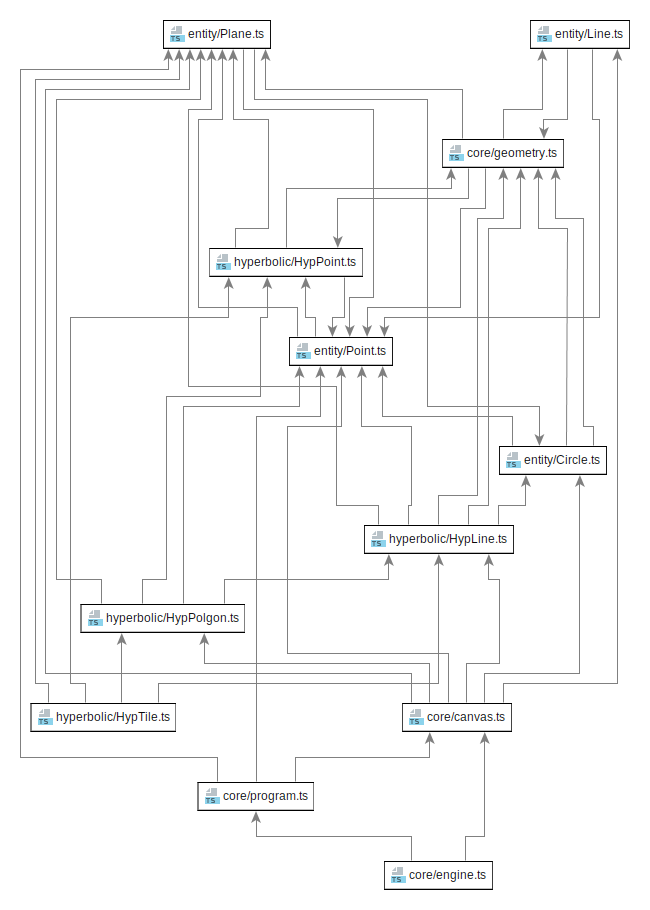 TS entity/Plane.ts
TS entity/Line.ts
TS core/geometry.ts
TS hyperbolic/HypPoint.ts
TS entity/Point.ts
TS entity/Circle.ts
TS hyperbolic/HypLine.ts
TS hyperbolic/HypPolgon.ts
TS hyperbolic/HypTile.ts
TS core/canvas.ts
TS core/program.ts
TS core/engine.ts